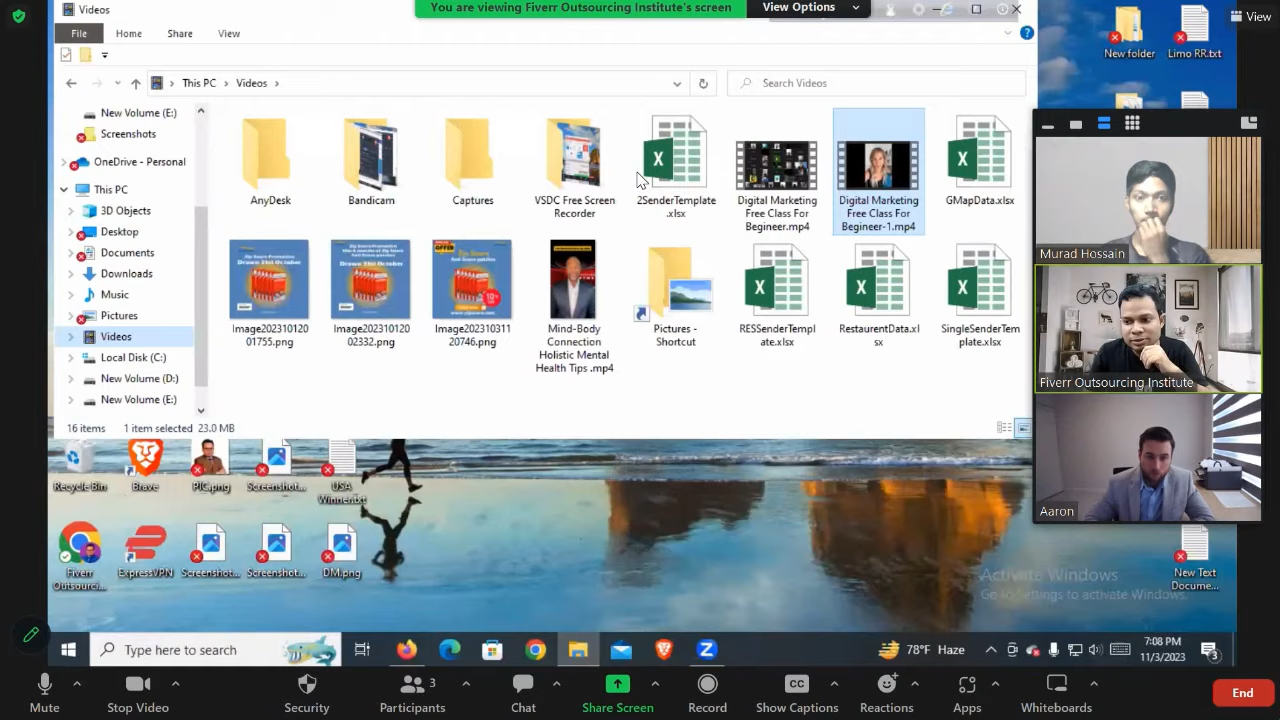 Videos
You are viewing Fiverr Outsourcing Institute's screen
View Options
View
File
Home
Share
View
This PC
Videos
Search Videos
New Volume (E:)
Screenshots
OneDrive - Personal
This PC
3D Objects
Desktop
Documents
Downloads
Music
Pictures
Videos
Local Disk (C:)
New Volume (D:)
New Volume (E:)
AnyDesk
Bandicam
Captures
VSDC Free Screen
Recorder
2SenderTemplate
.xlsx
Digital Marketing
Free Class For
Begineer.mp4
Digital Marketing
Free Class For
Begineer-1.mp4
GMapData.xlsx
Image202310120
01755.png
Image202310120
02332.png
Image202310311
20746.png
Mind-Body
Connection
Holistic Mental
Health Tips .mp4
Pictures -
Shortcut
RESSenderTempl
ate.xlsx
RestaurentData.xl
sx
SingleSenderTem
plate.xlsx
16 items
1 item selected
23.0 MB
New folder
Limo RR.txt
Murad Hossain
Fiverr Outsourcing Institute
Aaron
Recycle Bin
Brave
PIC.png
Screenshot...
USA
Winner.txt
Fiverr
Outsourci...
ExpressVPN
Screenshot...
Screenshot...
DM.png
New Text
Docume...
Activate Windows
Go to Settings to activate Windows.
Type here to search
78°F Haze
7:08 PM
11/3/2023
3
Mute
Stop Video
Security
Participants
3
Chat
Share Screen
Record
CC
Show Captions
Reactions
Apps
Whiteboards
End